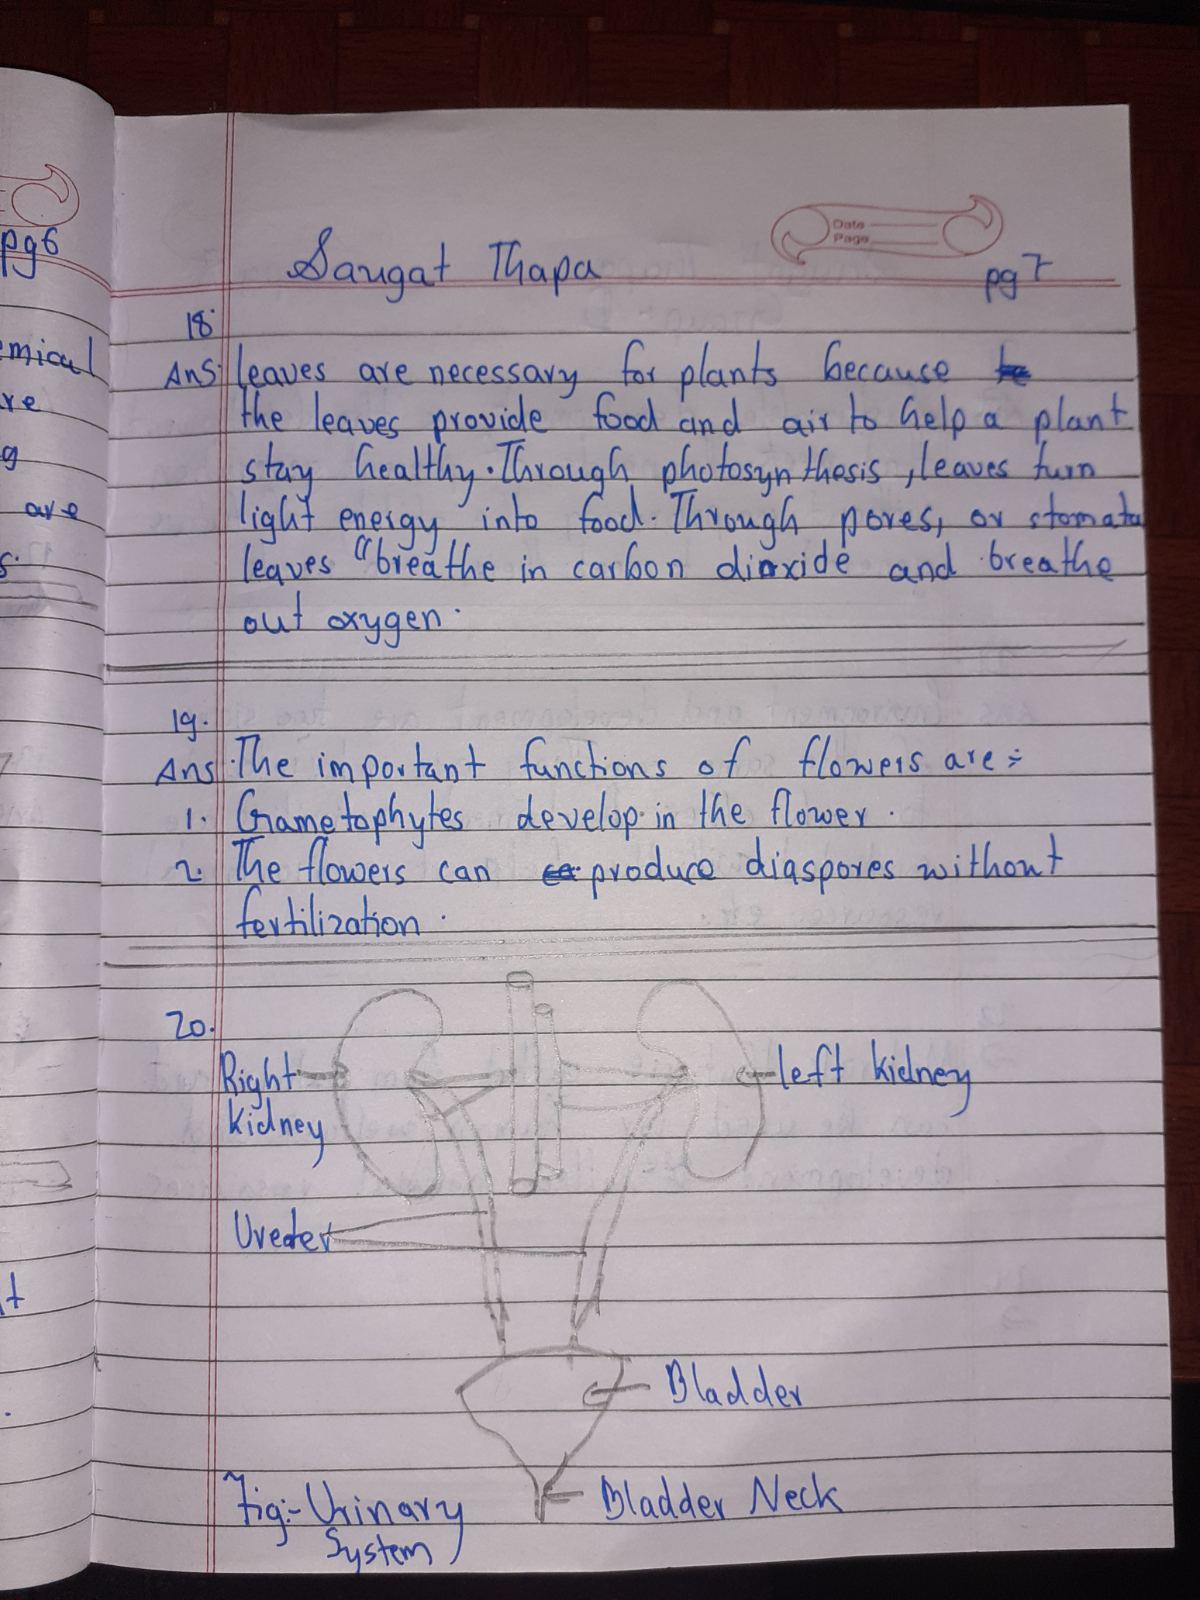 pg6
emical
re
g
are
s.
t
Date
Page
Saugat Thapa
pg 7
18.
Ans. leaves are necessary for plants because
the leaves provide food and air to help a plant
stay healthy. Through photosynthesis, leaves turn
light energy into food. Through pores, or stomata
leaves "breathe in carbon dioxide and breathe
out oxygen.
19.
Ans. The important functions of flowers are:-
1. Gametophytes develop in the flower.
2. The flowers can produce diaspores without
fertilization.
20.
Right
kidney
left kidney
Ureter
Bladder
Bladder Neck
Fig:- Urinary
System